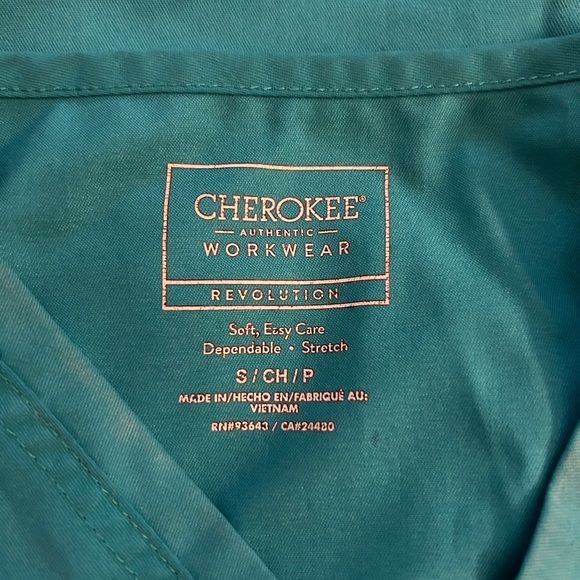 CHEROKEE®
— AUTHENTIC —
WORKWEAR
REVOLUTION
Soft, Easy Care
Dependable • Stretch
S / CH / P
MADE IN/HECHO EN/FABRIQUÉ AU:
VIETNAM
RN#93643 / CA#24480